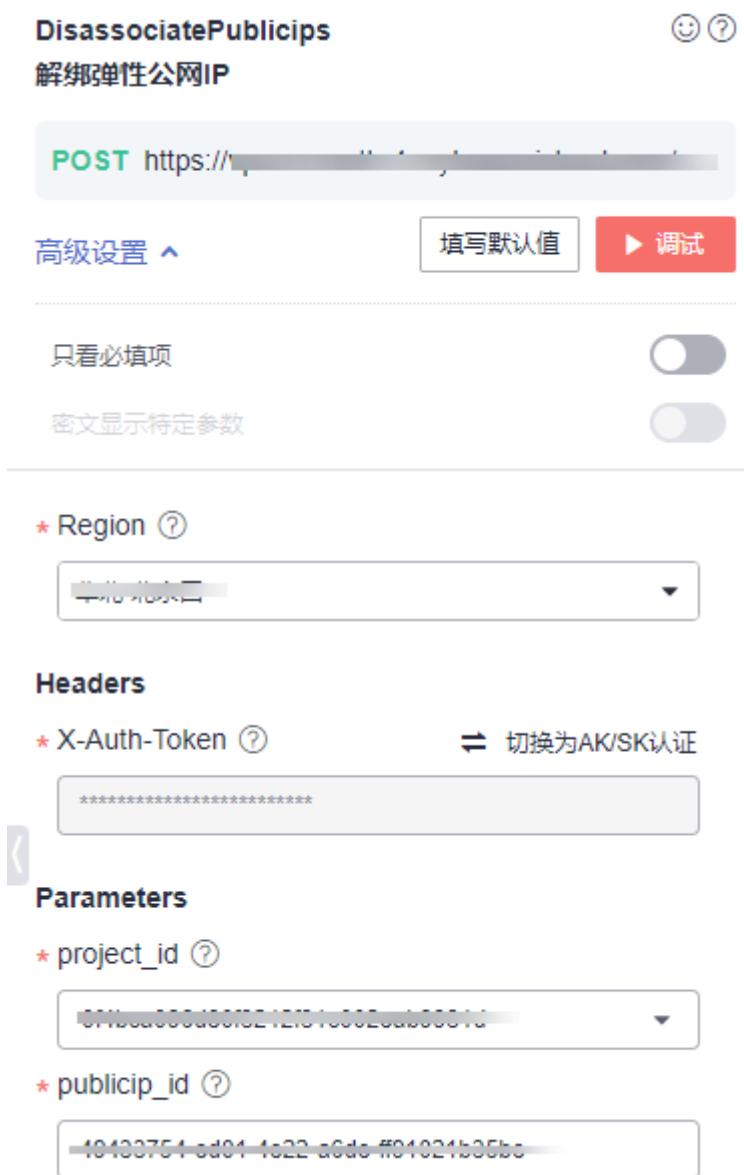 DisassociatePublicips
解绑弹性公网IP
POST https://
高级设置
填写默认值
调试
只看必填项
密文显示特定参数
* Region
Headers
* X-Auth-Token
切换为AK/SK认证
**************************
Parameters
* project_id
* publicip_id